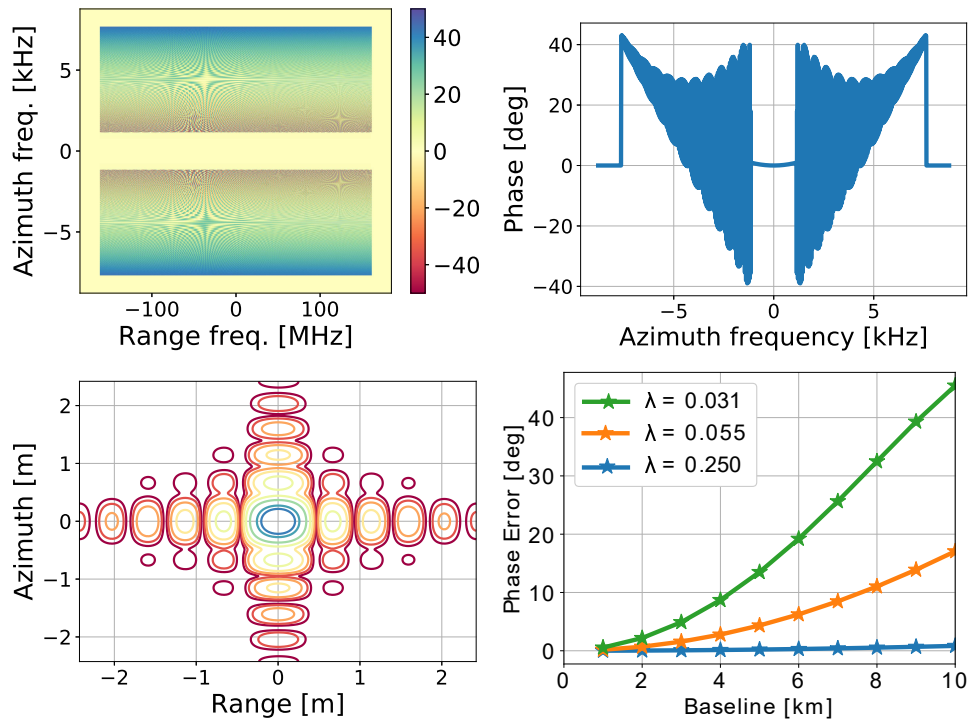 Azimuth freq. [kHz]
5
0
−5
−100 0 100
Range freq. [MHz]
40
20
0
−20
−40
Phase [deg]
40
20
0
−20
−40
−5 0 5
Azimuth frequency [kHz]
Azimuth [m]
2
1
0
−1
−2
−2 −1 0 1 2
Range [m]
Phase Error [deg]
40
30
20
10
0
λ = 0.031
λ = 0.055
λ = 0.250
0 2 4 6 8 10
Baseline [km]